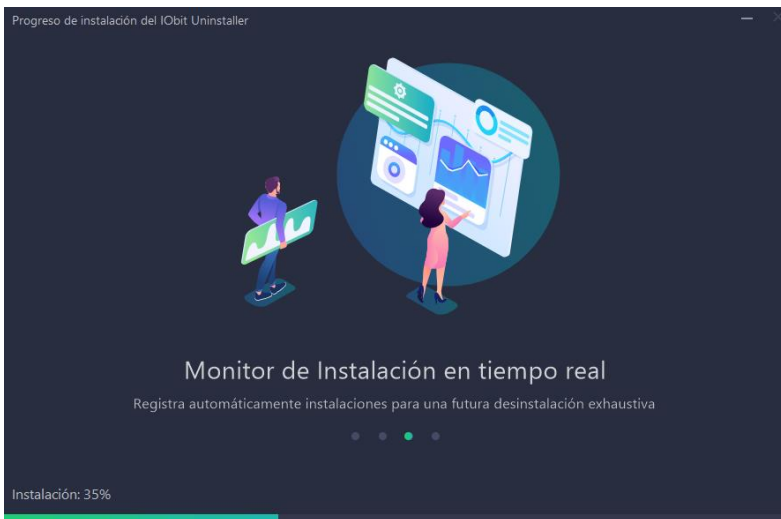 Progreso de instalación del IObit Uninstaller
Monitor de Instalación en tiempo real
Registra automáticamente instalaciones para una futura desinstalación exhaustiva
Instalación: 35%